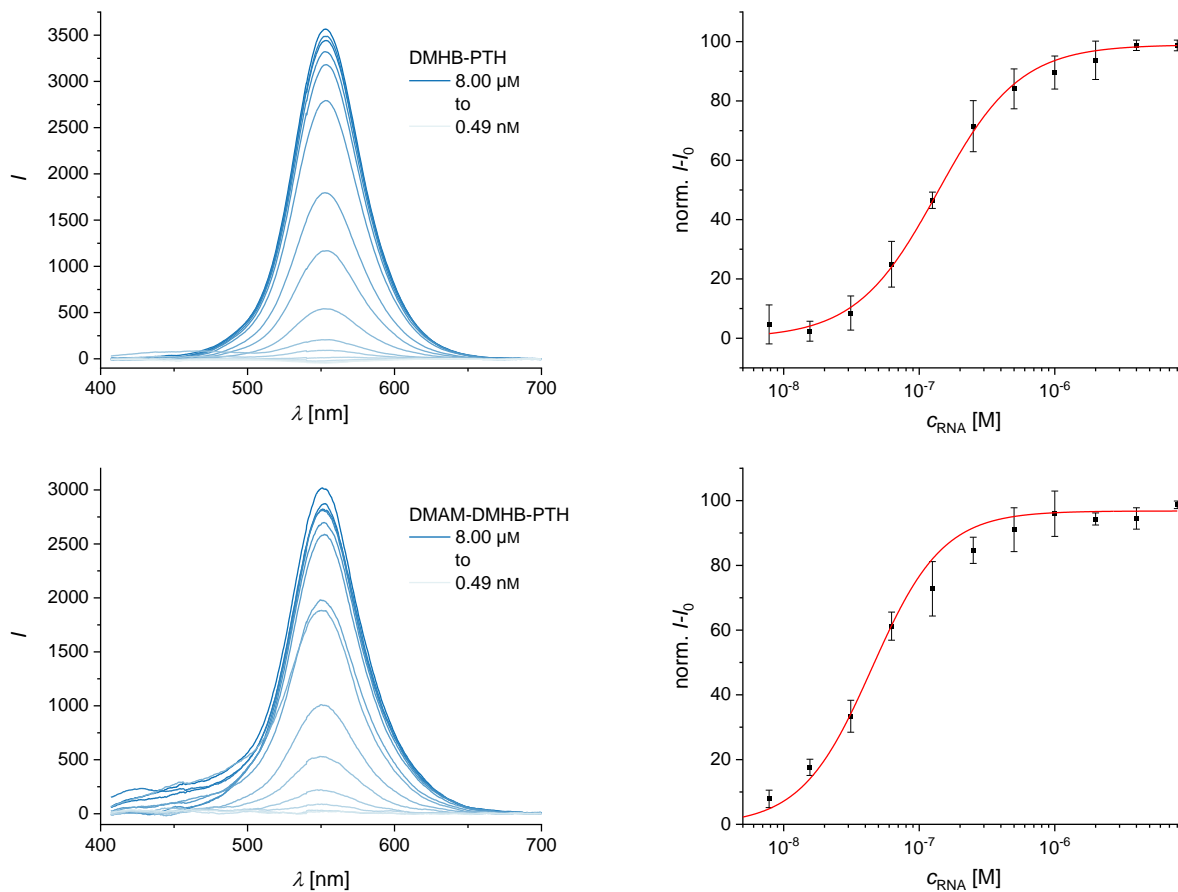 3500
3000
2500
2000
1500
1000
500
0
I
DMHB-PTH
8.00 µM
to
0.49 nM
400
500
600
700
λ [nm]
100
80
60
40
20
0
norm. I-I₀
10⁻⁸
10⁻⁷
10⁻⁶
c_RNA [M]
3000
2500
2000
1500
1000
500
0
I
DMAM-DMHB-PTH
8.00 µM
to
0.49 nM
400
500
600
700
λ [nm]
100
80
60
40
20
0
norm. I-I₀
10⁻⁸
10⁻⁷
10⁻⁶
c_RNA [M]